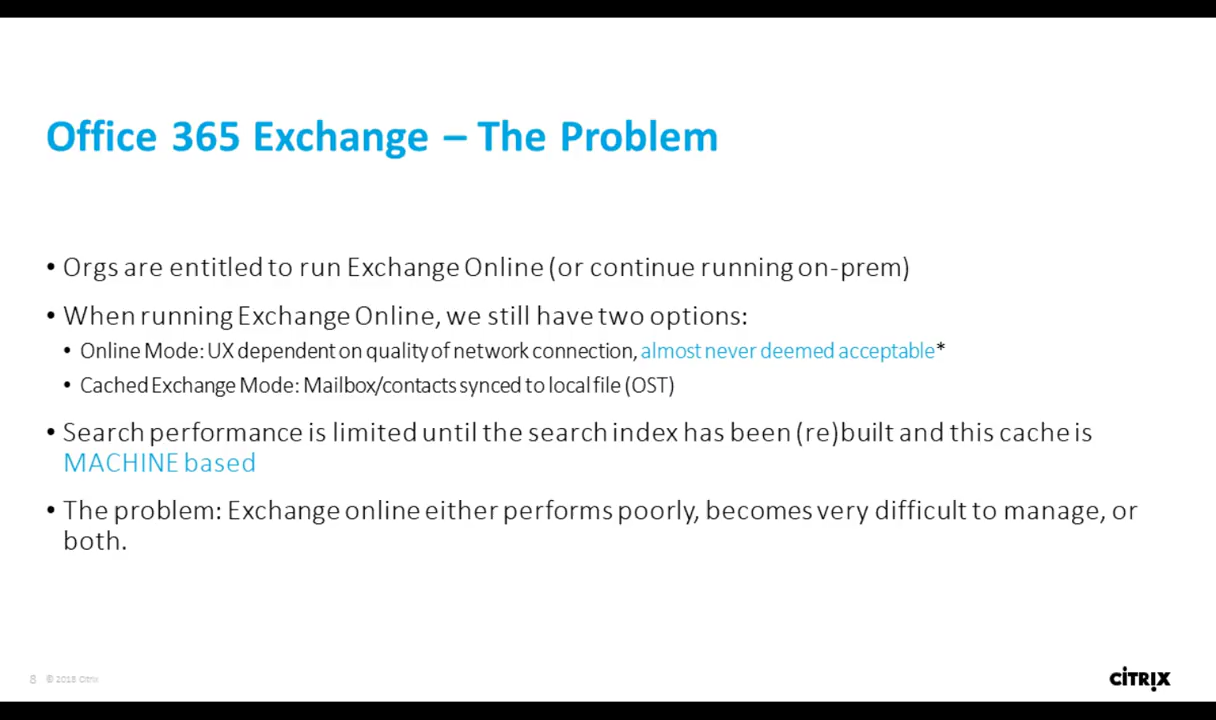 Office 365 Exchange – The Problem
• Orgs are entitled to run Exchange Online (or continue running on-prem)
• When running Exchange Online, we still have two options:
• Online Mode: UX dependent on quality of network connection, almost never deemed acceptable*
• Cached Exchange Mode: Mailbox/contacts synced to local file (OST)
• Search performance is limited until the search index has been (re)built and this cache is
MACHINE based
• The problem: Exchange online either performs poorly, becomes very difficult to manage, or
both.
8 © 2018 Citrix
CITRIX